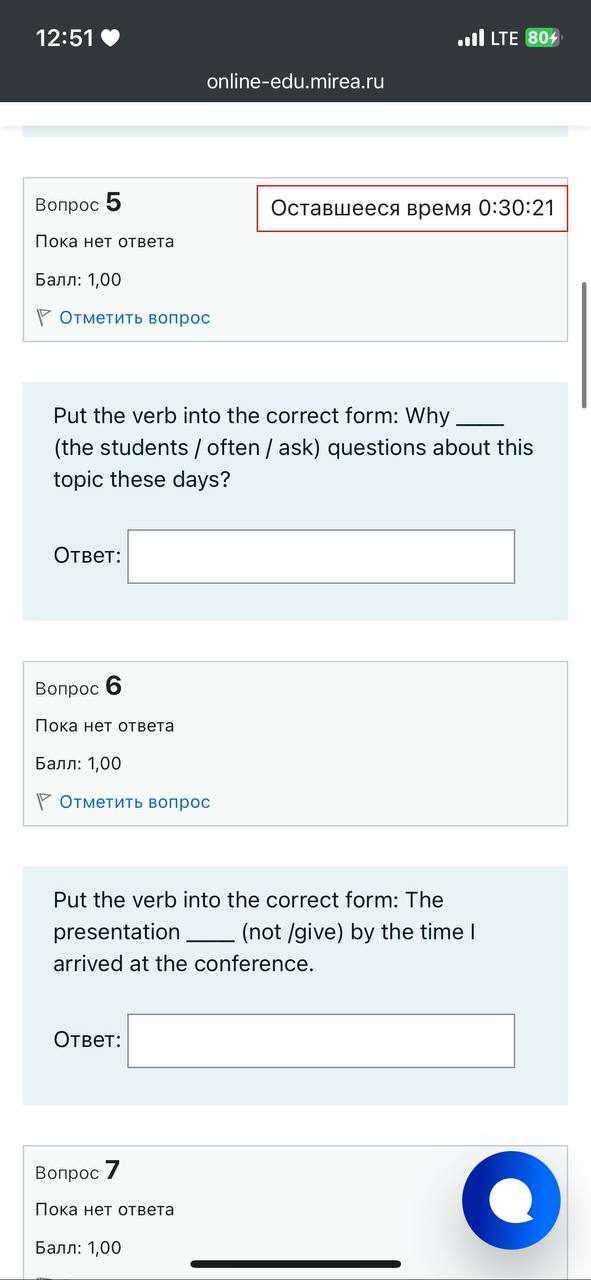 12:51
LTE 80
online-edu.mirea.ru
Вопрос 5
Оставшееся время 0:30:21
Пока нет ответа
Балл: 1,00
Отметить вопрос
Put the verb into the correct form: Why ____
(the students / often / ask) questions about this
topic these days?
Ответ:
Вопрос 6
Пока нет ответа
Балл: 1,00
Отметить вопрос
Put the verb into the correct form: The
presentation ____ (not /give) by the time I
arrived at the conference.
Ответ:
Вопрос 7
Пока нет ответа
Балл: 1,00